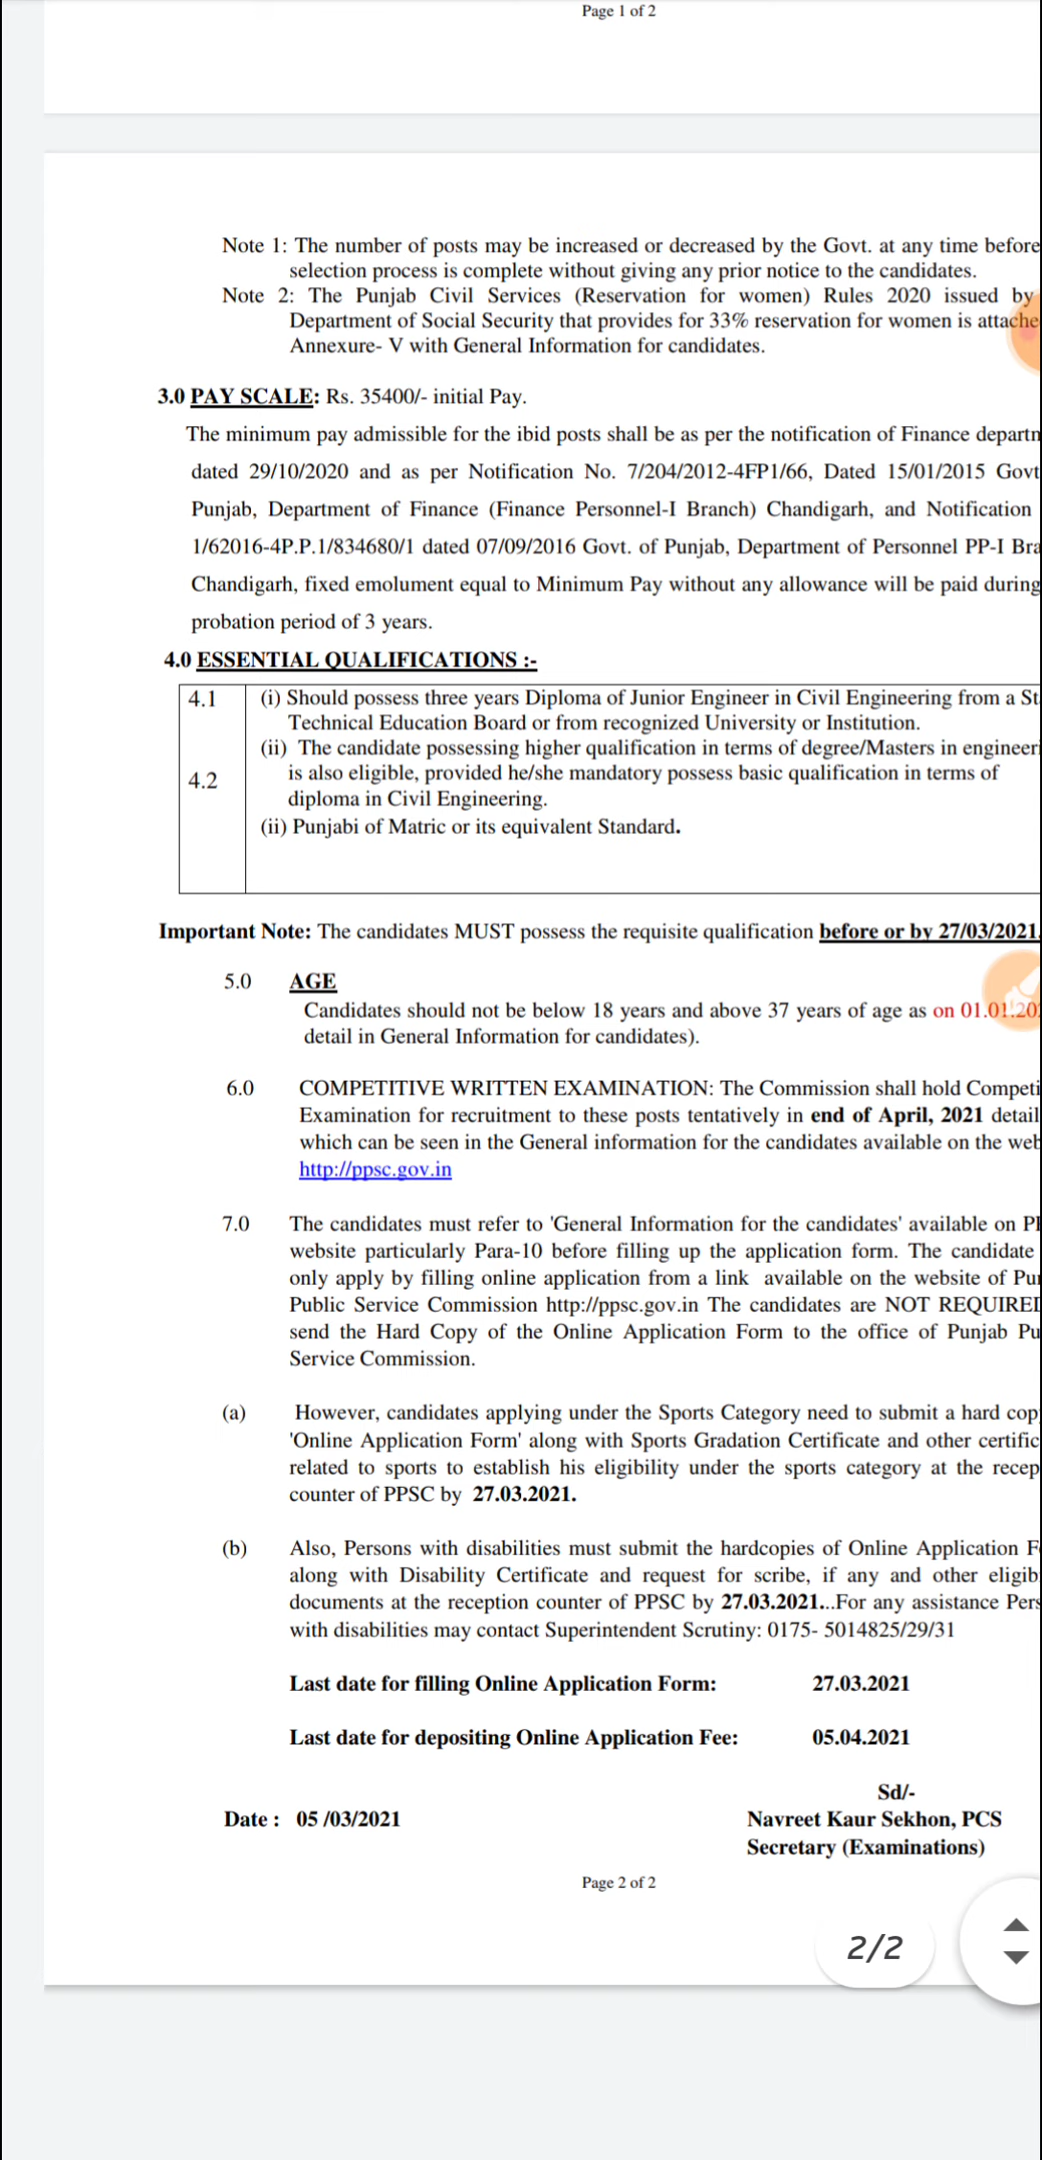 Page 1 of 2
Note 1: The number of posts may be increased or decreased by the Govt. at any time before
selection process is complete without giving any prior notice to the candidates.
Note 2: The Punjab Civil Services (Reservation for women) Rules 2020 issued by
Department of Social Security that provides for 33% reservation for women is attache
Annexure- V with General Information for candidates.
3.0 PAY SCALE: Rs. 35400/- initial Pay.
The minimum pay admissible for the ibid posts shall be as per the notification of Finance departn
dated 29/10/2020 and as per Notification No. 7/204/2012-4FP1/66, Dated 15/01/2015 Govt
Punjab, Department of Finance (Finance Personnel-I Branch) Chandigarh, and Notification
1/62016-4P.P.1/834680/1 dated 07/09/2016 Govt. of Punjab, Department of Personnel PP-I Bra
Chandigarh, fixed emolument equal to Minimum Pay without any allowance will be paid during
probation period of 3 years.
4.0 ESSENTIAL QUALIFICATIONS :-
4.1 (i) Should possess three years Diploma of Junior Engineer in Civil Engineering from a St
Technical Education Board or from recognized University or Institution.
(ii) The candidate possessing higher qualification in terms of degree/Masters in engineeri
4.2 is also eligible, provided he/she mandatory possess basic qualification in terms of
diploma in Civil Engineering.
(ii) Punjabi of Matric or its equivalent Standard.
Important Note: The candidates MUST possess the requisite qualification before or by 27/03/2021.
5.0 AGE
Candidates should not be below 18 years and above 37 years of age as on 01.01.20
detail in General Information for candidates).
6.0 COMPETITIVE WRITTEN EXAMINATION: The Commission shall hold Competi
Examination for recruitment to these posts tentatively in end of April, 2021 detail
which can be seen in the General information for the candidates available on the web
http://ppsc.gov.in
7.0 The candidates must refer to 'General Information for the candidates' available on PP
website particularly Para-10 before filling up the application form. The candidate
only apply by filling online application from a link available on the website of Pun
Public Service Commission http://ppsc.gov.in The candidates are NOT REQUIRED
send the Hard Copy of the Online Application Form to the office of Punjab Pu
Service Commission.
(a) However, candidates applying under the Sports Category need to submit a hard cop
'Online Application Form' along with Sports Gradation Certificate and other certific
related to sports to establish his eligibility under the sports category at the recep
counter of PPSC by 27.03.2021.
(b) Also, Persons with disabilities must submit the hardcopies of Online Application F
along with Disability Certificate and request for scribe, if any and other eligib
documents at the reception counter of PPSC by 27.03.2021...For any assistance Pers
with disabilities may contact Superintendent Scrutiny: 0175- 5014825/29/31
Last date for filling Online Application Form: 27.03.2021
Last date for depositing Online Application Fee: 05.04.2021
Sd/-
Date : 05 /03/2021 Navreet Kaur Sekhon, PCS
Secretary (Examinations)
Page 2 of 2
2/2